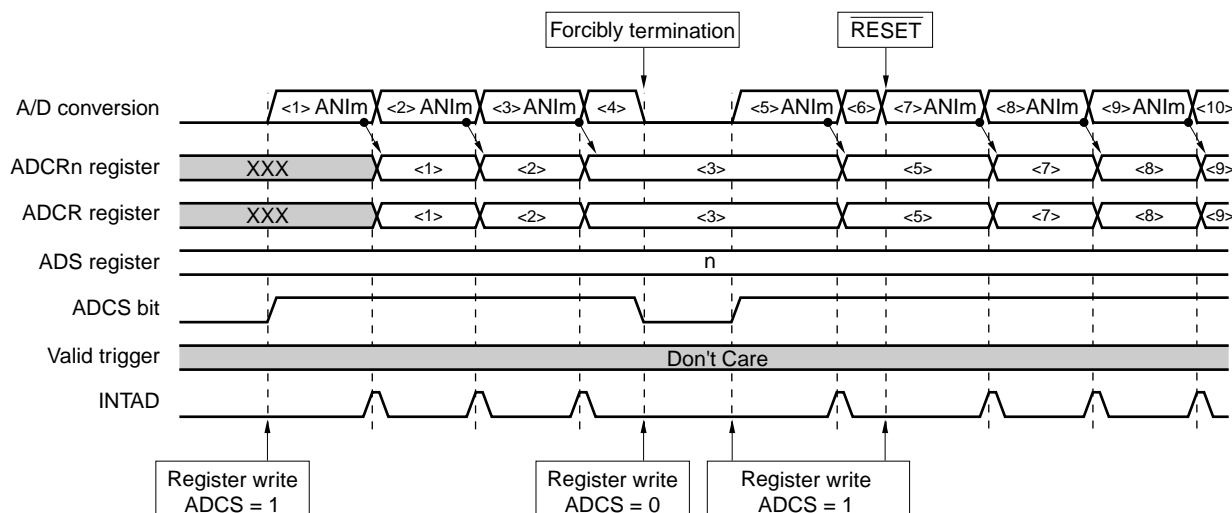 Forcibly termination
RESET
A/D conversion
<1> ANIm <2> ANIm <3> ANIm <4> <5> ANIm <6> <7> ANIm <8> ANIm <9> ANIm <10>
ADCRn register
XXX <1> <2> <3> <5> <7> <8> <9>
ADCR register
XXX <1> <2> <3> <5> <7> <8> <9>
ADS register
n
ADCS bit
Valid trigger
Don't Care
INTAD
Register write
ADCS = 1
Register write
ADCS = 0
Register write
ADCS = 1